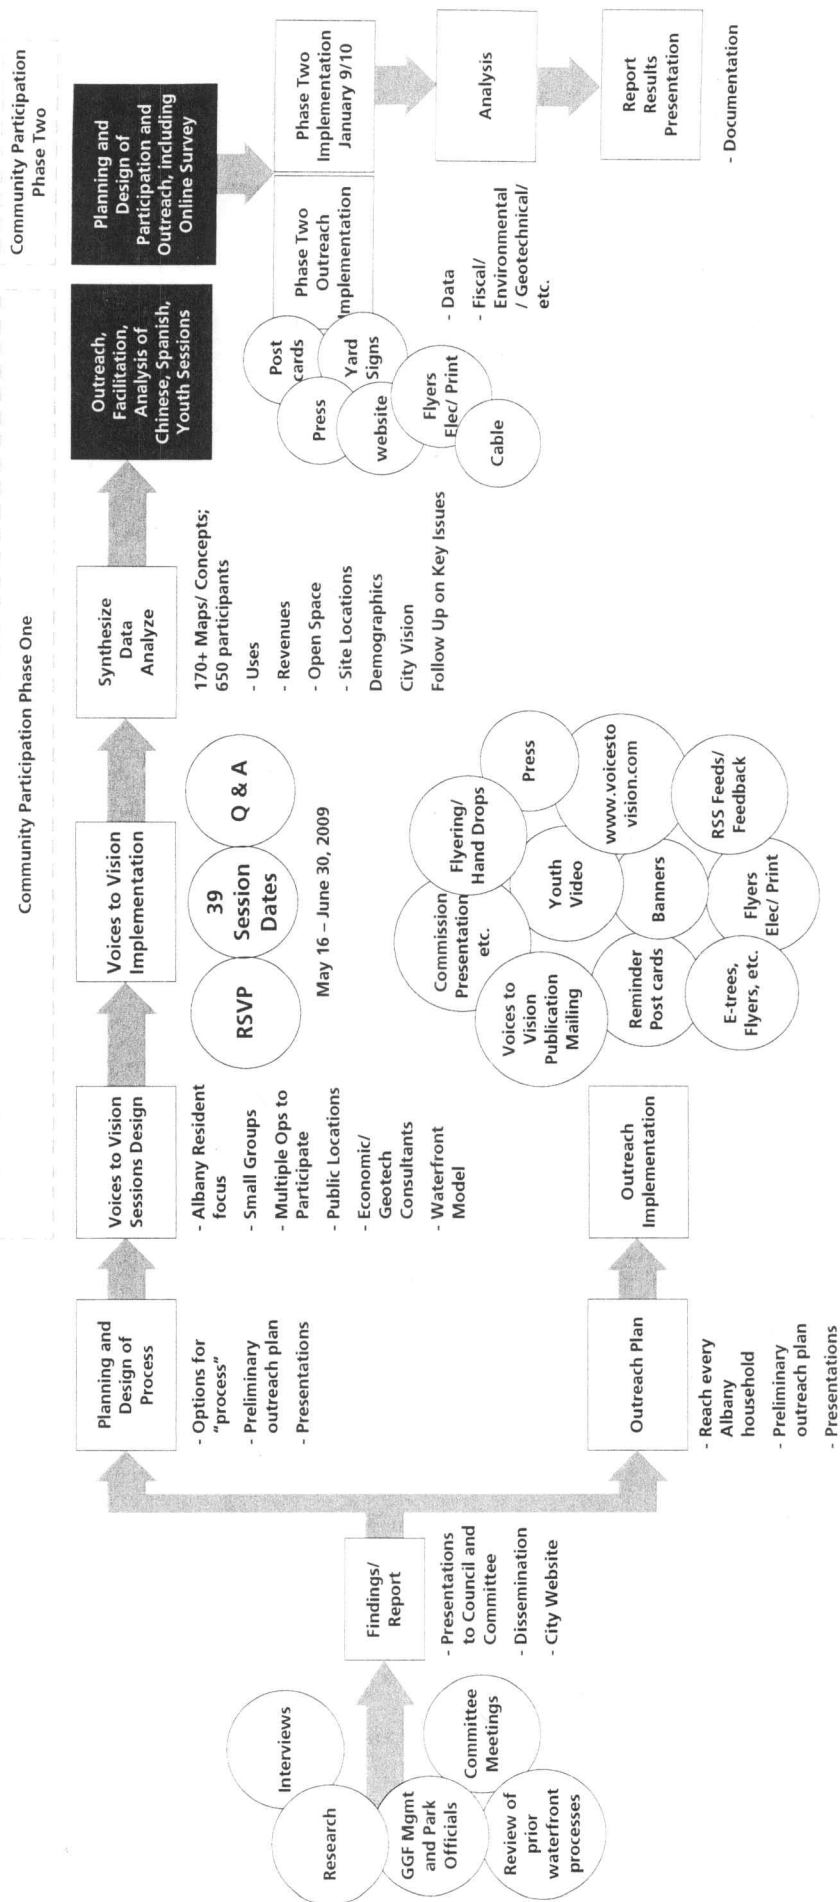 Community Participation Phase One
Community Participation
Phase Two
Interviews
Research
GGF Mgmt
and Park
Officials
Committee
Meetings
Review of
prior
waterfront
processes
Findings/
Report
- Presentations
to Council and
Committee
- Dissemination
- City Website
Planning and
Design of
Process
- Options for
“process”
- Preliminary
outreach plan
- Presentations
Voices to Vision
Sessions Design
- Albany Resident
focus
- Small Groups
- Multiple Ops to
Participate
- Public Locations
- Economic/
Geotech
Consultants
- Waterfront
Model
Voices to Vision
Implementation
RSVP
39
Session
Dates
Q & A
May 16 – June 30, 2009
Synthesize
Data
Analyze
170+ Maps/ Concepts;
650 participants
- Uses
- Revenues
- Open Space
- Site Locations
Demographics
City Vision
Follow Up on Key Issues
Outreach,
Facilitation,
Analysis of
Chinese, Spanish,
Youth Sessions
Planning and
Design of
Participation and
Outreach, including
Online Survey
Post
cards
Press
Yard
Signs
website
Flyers
Elec/ Print
Cable
Phase Two
Outreach
Implementation
Phase Two
Implementation
January 9/10
- Data
- Fiscal/
Environmental
/ Geotechnical/
etc.
Analysis
Report
Results
Presentation
- Documentation
Outreach Plan
- Reach every
Albany
household
- Preliminary
outreach plan
- Presentations
Outreach
Implementation
Commission
Presentation
etc.
Flyering/
Hand Drops
Press
Voices to
Vision
Publication
Mailing
Youth
Video
www.voicesto
vision.com
Reminder
Post cards
Banners
E-trees,
Flyers, etc.
Flyers
Elec/ Print
RSS Feeds/
Feedback